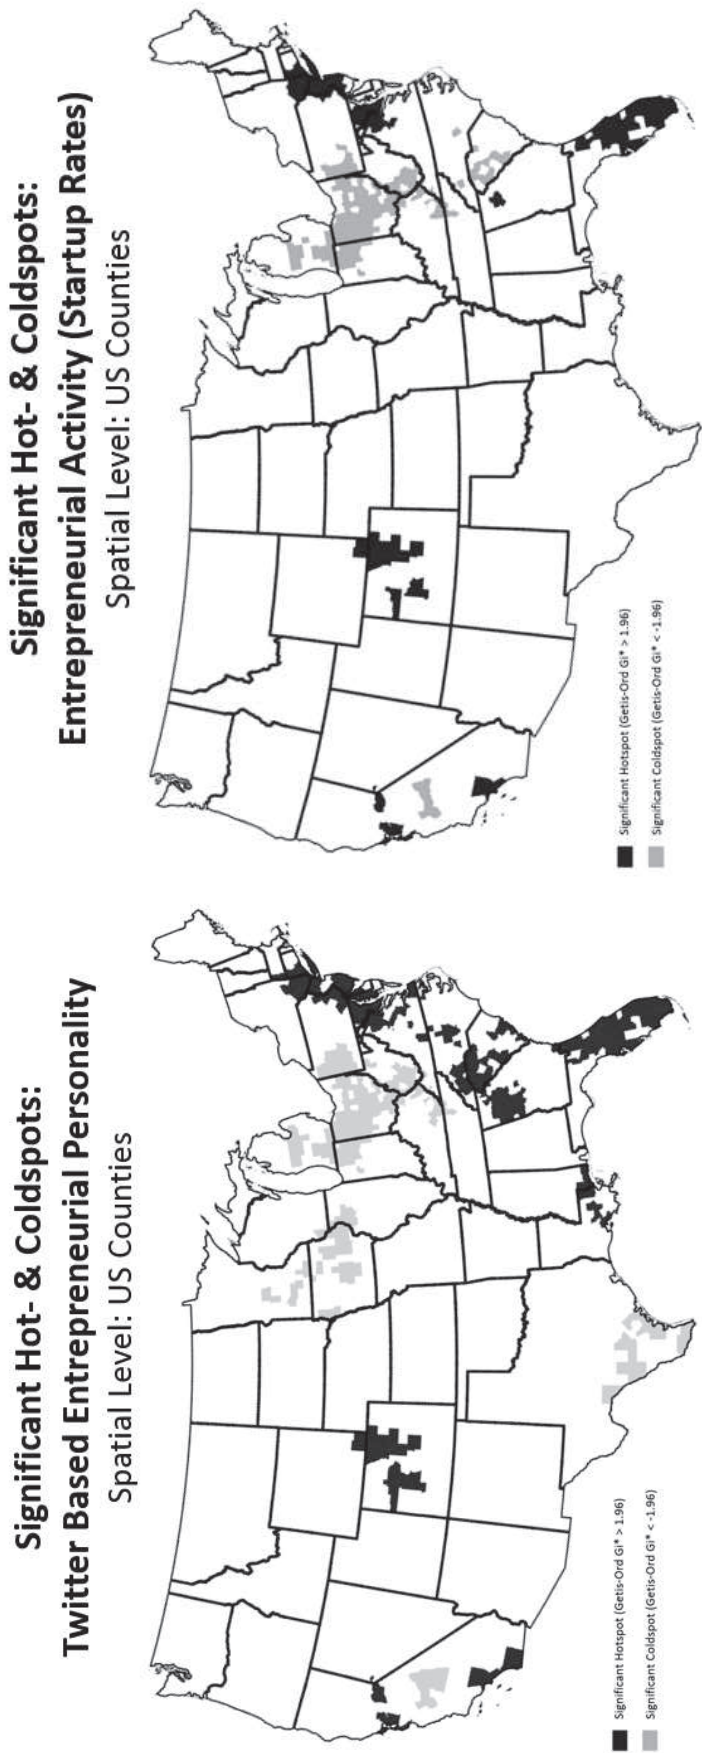 Significant Hot- & Coldspots:
Twitter Based Entrepreneurial Personality
Spatial Level: US Counties
Significant Hotspot (Getis-Ord Gi* > 1.96)
Significant Coldspot (Getis-Ord Gi* < -1.96)
Significant Hot- & Coldspots:
Entrepreneurial Activity (Startup Rates)
Spatial Level: US Counties
Significant Hotspot (Getis-Ord Gi* > 1.96)
Significant Coldspot (Getis-Ord Gi* < -1.96)